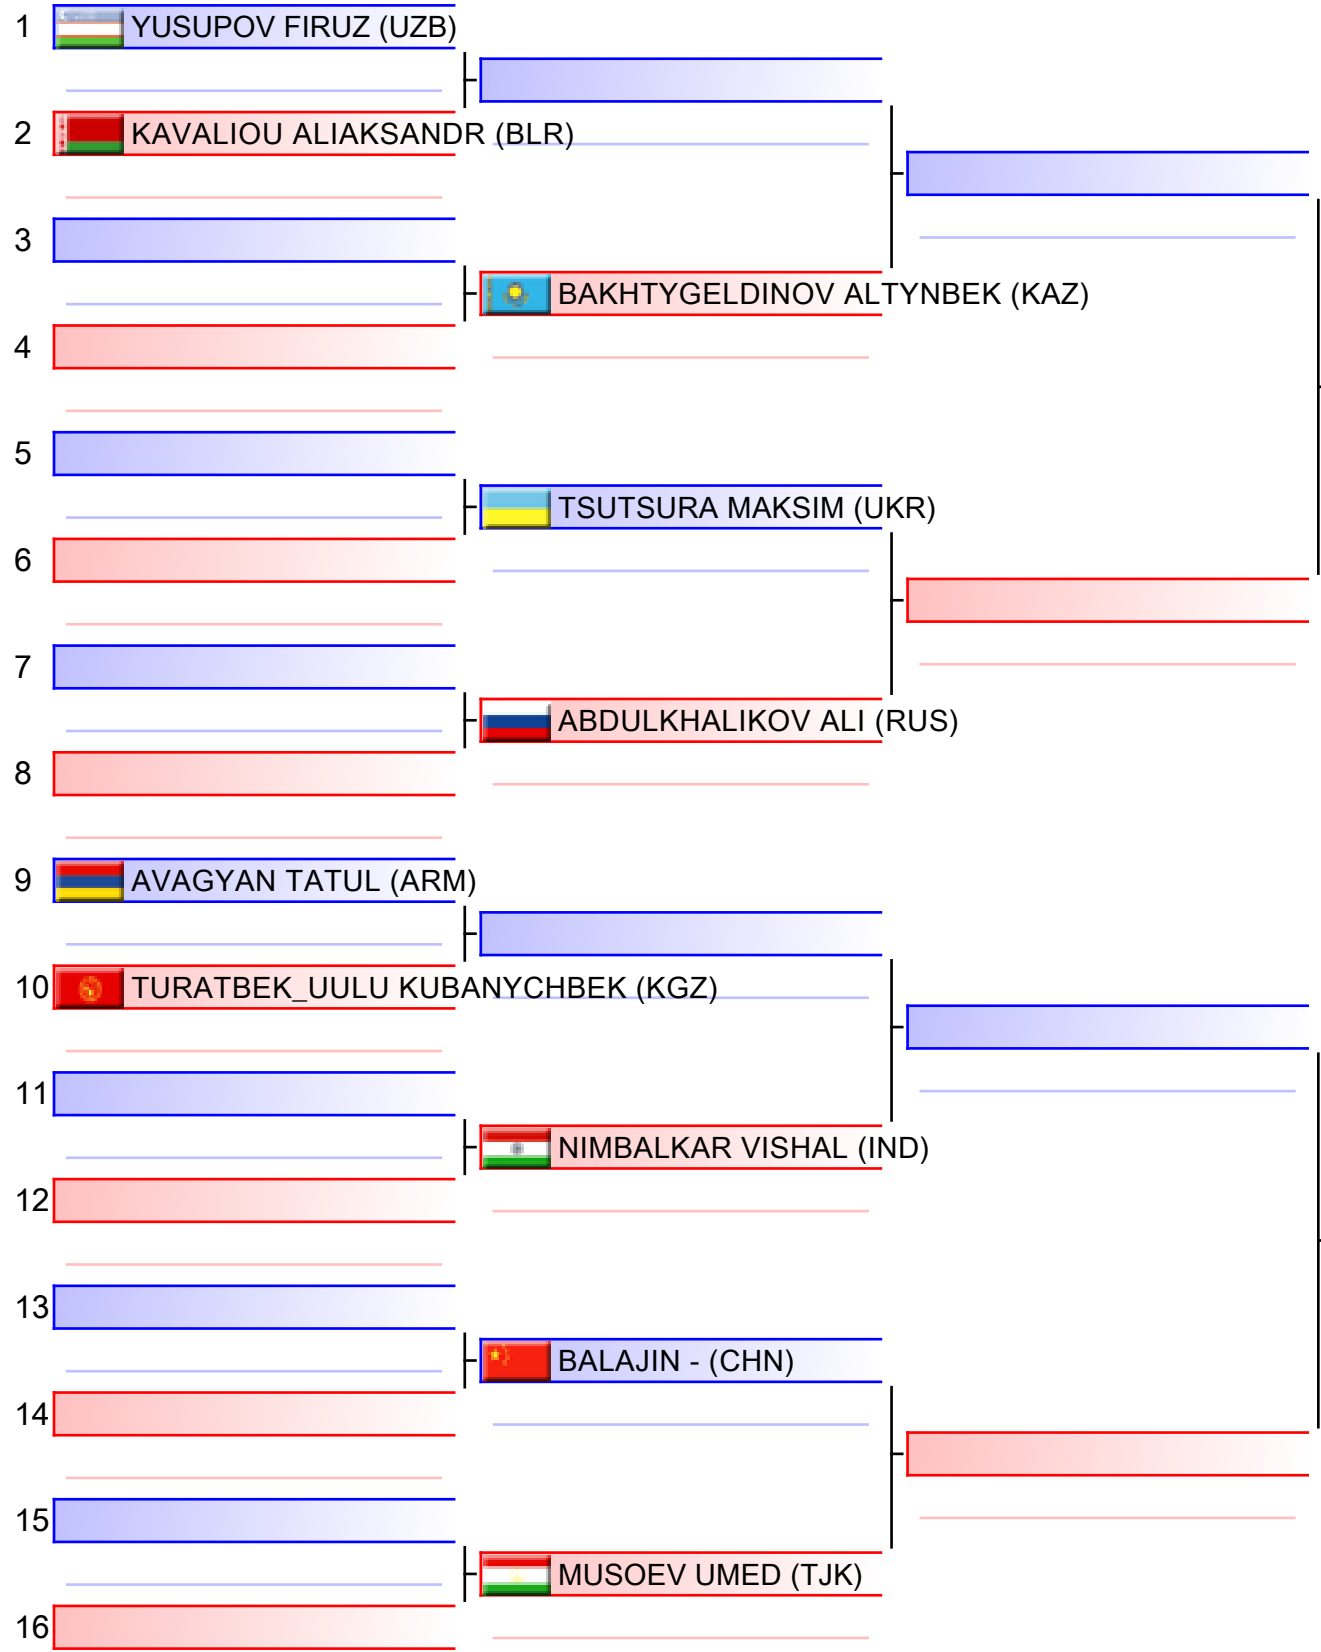 1 YUSUPOV FIRUZ (UZB)
2 KAVALIOU ALIAKSANDR (BLR)
3
BAKHTYGELDINOV ALTYNBEK (KAZ)
4
5
TSUTSURA MAKSIM (UKR)
6
7
ABDULKHALIKOV ALI (RUS)
8
9 AVAGYAN TATUL (ARM)
10 TURATBEK_UULU KUBANYCHBEK (KGZ)
11
NIMBALKAR VISHAL (IND)
12
13
BALAJIN - (CHN)
14
15
MUSOEV UMED (TJK)
16